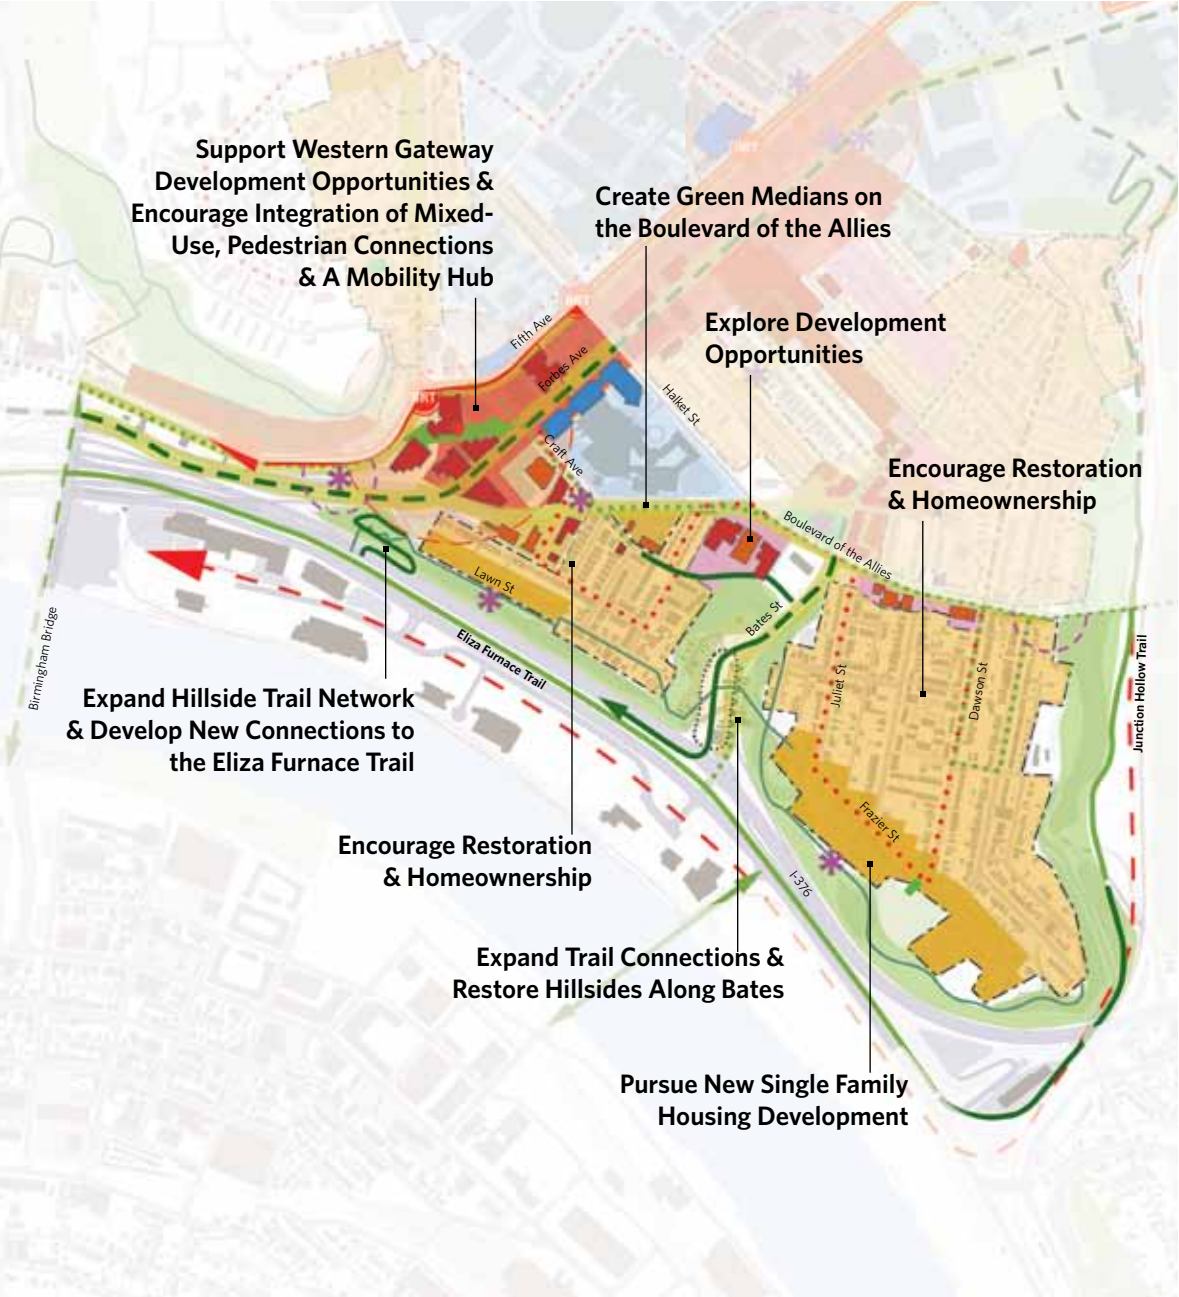 Support Western Gateway
Development Opportunities &
Encourage Integration of Mixed-
Use, Pedestrian Connections
& A Mobility Hub
Create Green Medians on
the Boulevard of the Allies
Explore Development
Opportunities
Encourage Restoration
& Homeownership
BRT
BRT
BRT
Fifth Ave
Forbes Ave
Halket St
Craft Ave
Boulevard of the Allies
Lawn St
Bates St
Eliza Furnace Trail
Birmingham Bridge
Juliet St
Dawson St
Junction Hollow Trail
Expand Hillside Trail Network
& Develop New Connections to
the Eliza Furnace Trail
Frazier St
Encourage Restoration
& Homeownership
I-376
Expand Trail Connections &
Restore Hillsides Along Bates
Pursue New Single Family
Housing Development